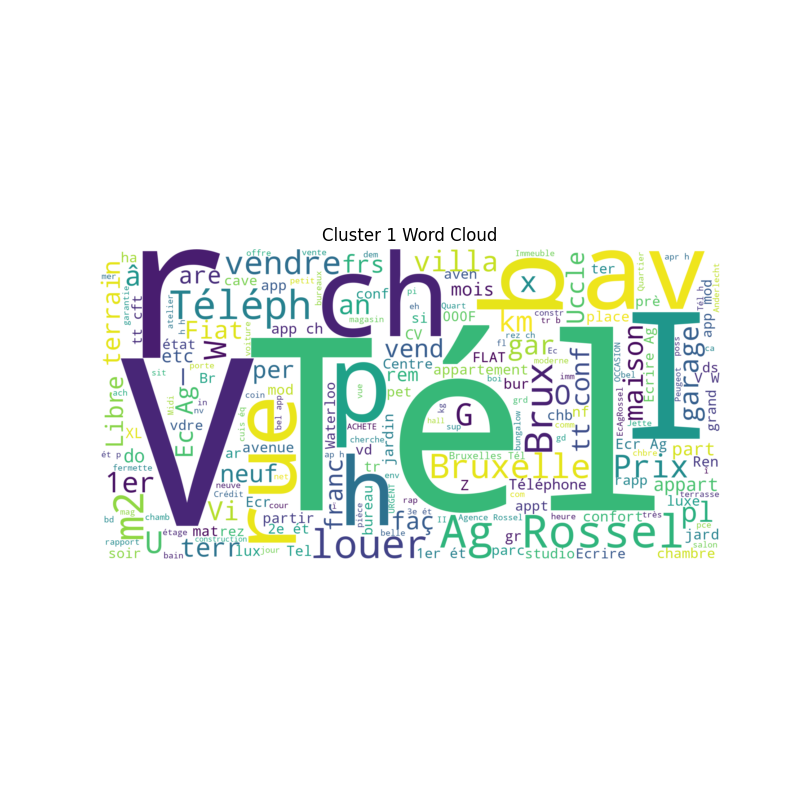 Cluster 1 Word Cloud
ha
r
vendre
frs
ch
villa
b
x
av
Immeuble
offre
vente
dem
mer
terrain
garantie
tt cft
â
are
cave
app
petit
bureaux
conf
aven
mois
Uccle
ter
Quartier
prè
apr h
Tél h
Anderlecht
Téléph
an
CV
si
Quart
OOOF
km
constr
place
app mod
atelier
Fiat
W
app ch
magasin
tr b
état
etc
voiture
Tél
vend
Centre
fl
gar
Ec
FLAT
maison
I
garage
ca
porte
per
p
rem
appartement
imm
moderne
OCCASION
Peugeot
poss
ds
V
Libre
sit
Br
Ec Ag
Midi
mod
coin
vue
pet
boi
bur
Brux
O
tt conf
Ecrire Ag
bel
grand W
ach
in
nv
rue
bel app
Waterloo
ACHETE
kg
G
grd
chb
nf
EcAgRossel
Jette
XL
vdre
cuis éq
cherche
jardin
hall
sup
bungalow
comm
gd
Ecr Ag
part
ét p
do
ar
avenue
ap h
vd
Bruxelles Tél
chbre
Ren
i
fermette
1er
neuf
net
franc
h
tr
env
Bruxelle
Prix
rapp
m2
neuve
Crédit
bureau
URGENT
rap
Z
Téléphone
appt
appart
terrasse
Vi
Ecr
cour
pièce
com
luxe
mag
partir
faç
3e ét
II
Agence Rossel
confort
très
pl
bd
chamb
U
mat
rez
2e ét
belle
Ag Rossel
heure
pce
jard
rapport
étage
construction
louer
gr
salon
soir
bain
tern
lux
jour
Tel
1er ét
parc
studio
Ecrire
chambre